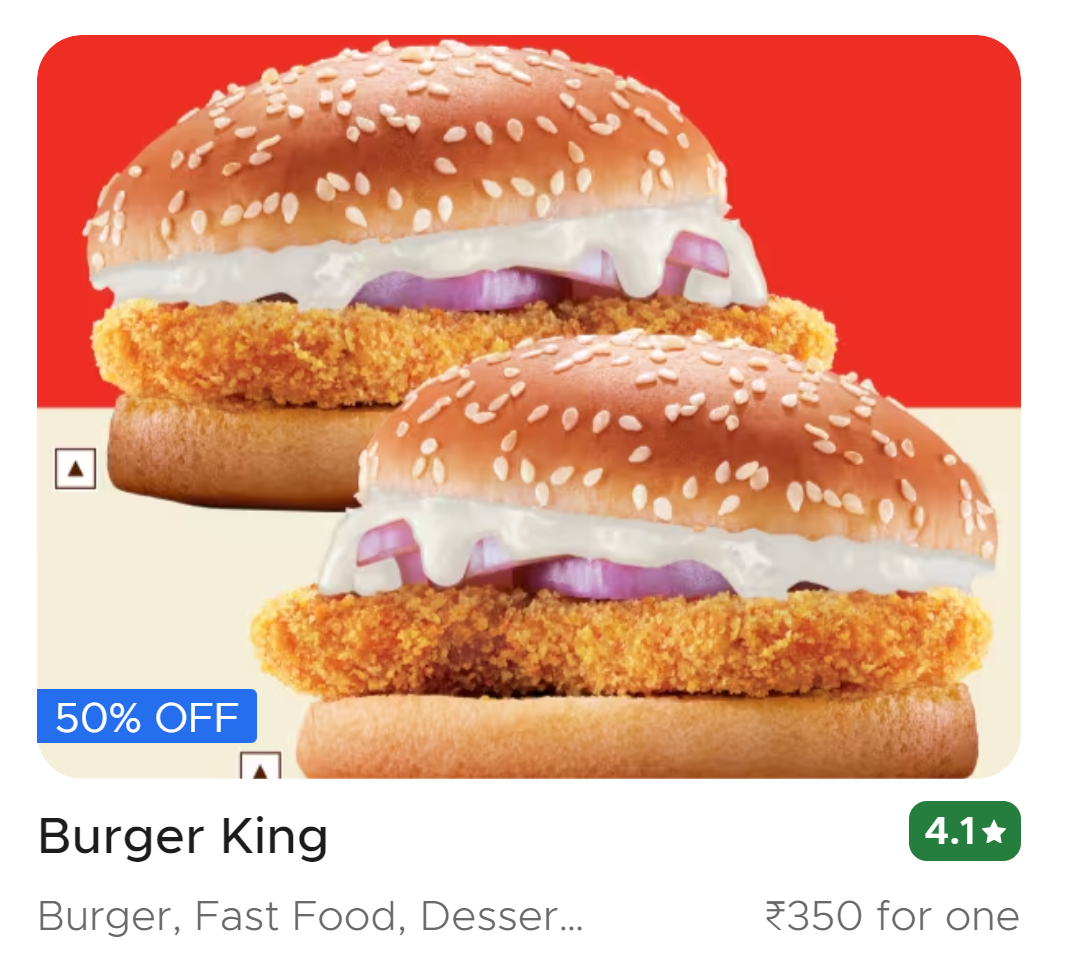 50% OFF
Burger King
4.1★
Burger, Fast Food, Desser...
₹350 for one